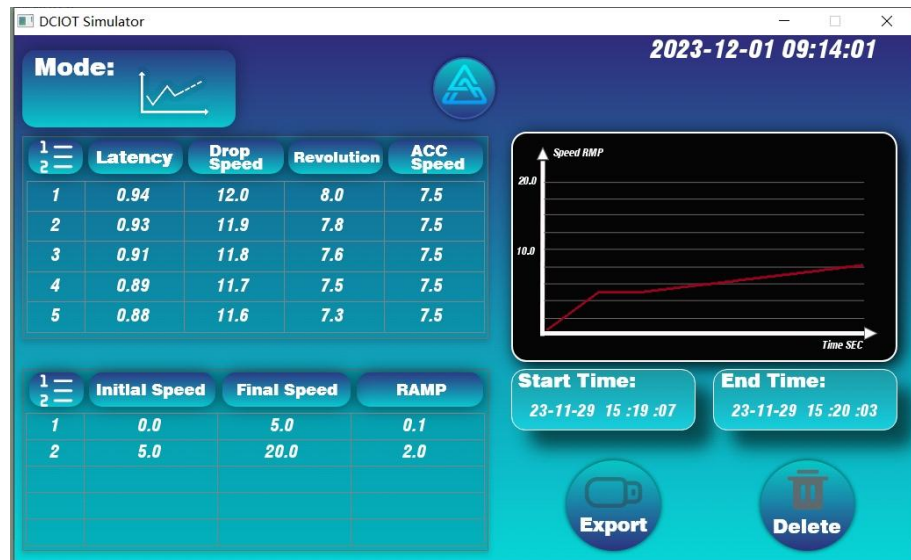 DCIOT Simulator
2023-12-01 09:14:01
Mode:
1
2
Latency
Drop
Speed
Revolution
ACC
Speed
1 0.94 12.0 8.0 7.5
2 0.93 11.9 7.8 7.5
3 0.91 11.8 7.6 7.5
4 0.89 11.7 7.5 7.5
5 0.88 11.6 7.3 7.5
Speed RMP
20.0
10.0
Time SEC
1
2
Initial Speed Final Speed RAMP
1 0.0 5.0 0.1
2 5.0 20.0 2.0
Start Time:
23-11-29 15 :19 :07
End Time:
23-11-29 15 :20 :03
Export
Delete